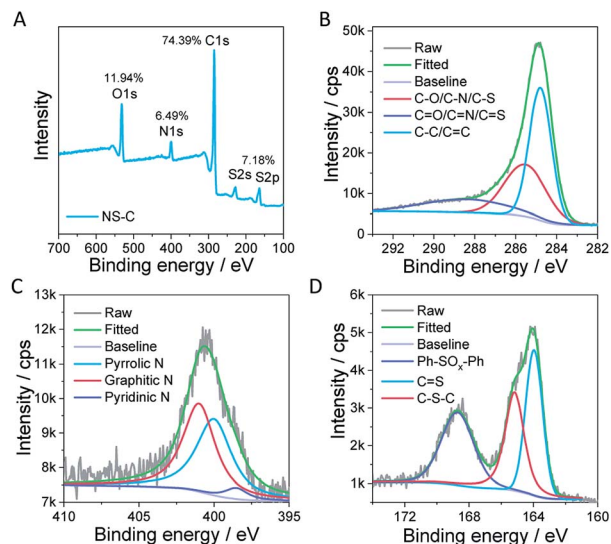 A
74.39% C1s
11.94%
O1s
6.49%
N1s
7.18%
S2s S2p
NS-C
Intensity
700 600 500 400 300 200 100
Binding energy / eV
B
50k
40k
30k
20k
10k
0
Raw
Fitted
Baseline
C-O/C-N/C-S
C=O/C=N/C=S
C-C/C=C
Intensity / cps
292 290 288 286 284 282
Binding energy / eV
C
13k
12k
11k
10k
9k
8k
7k
Raw
Fitted
Baseline
Pyrrolic N
Graphitic N
Pyridinic N
Intensity / cps
410 405 400 395
Binding energy / eV
D
6k
5k
4k
3k
2k
1k
Raw
Fitted
Baseline
Ph-SOx-Ph
C=S
C-S-C
Intensity / cps
172 168 164 160
Binding energy / eV